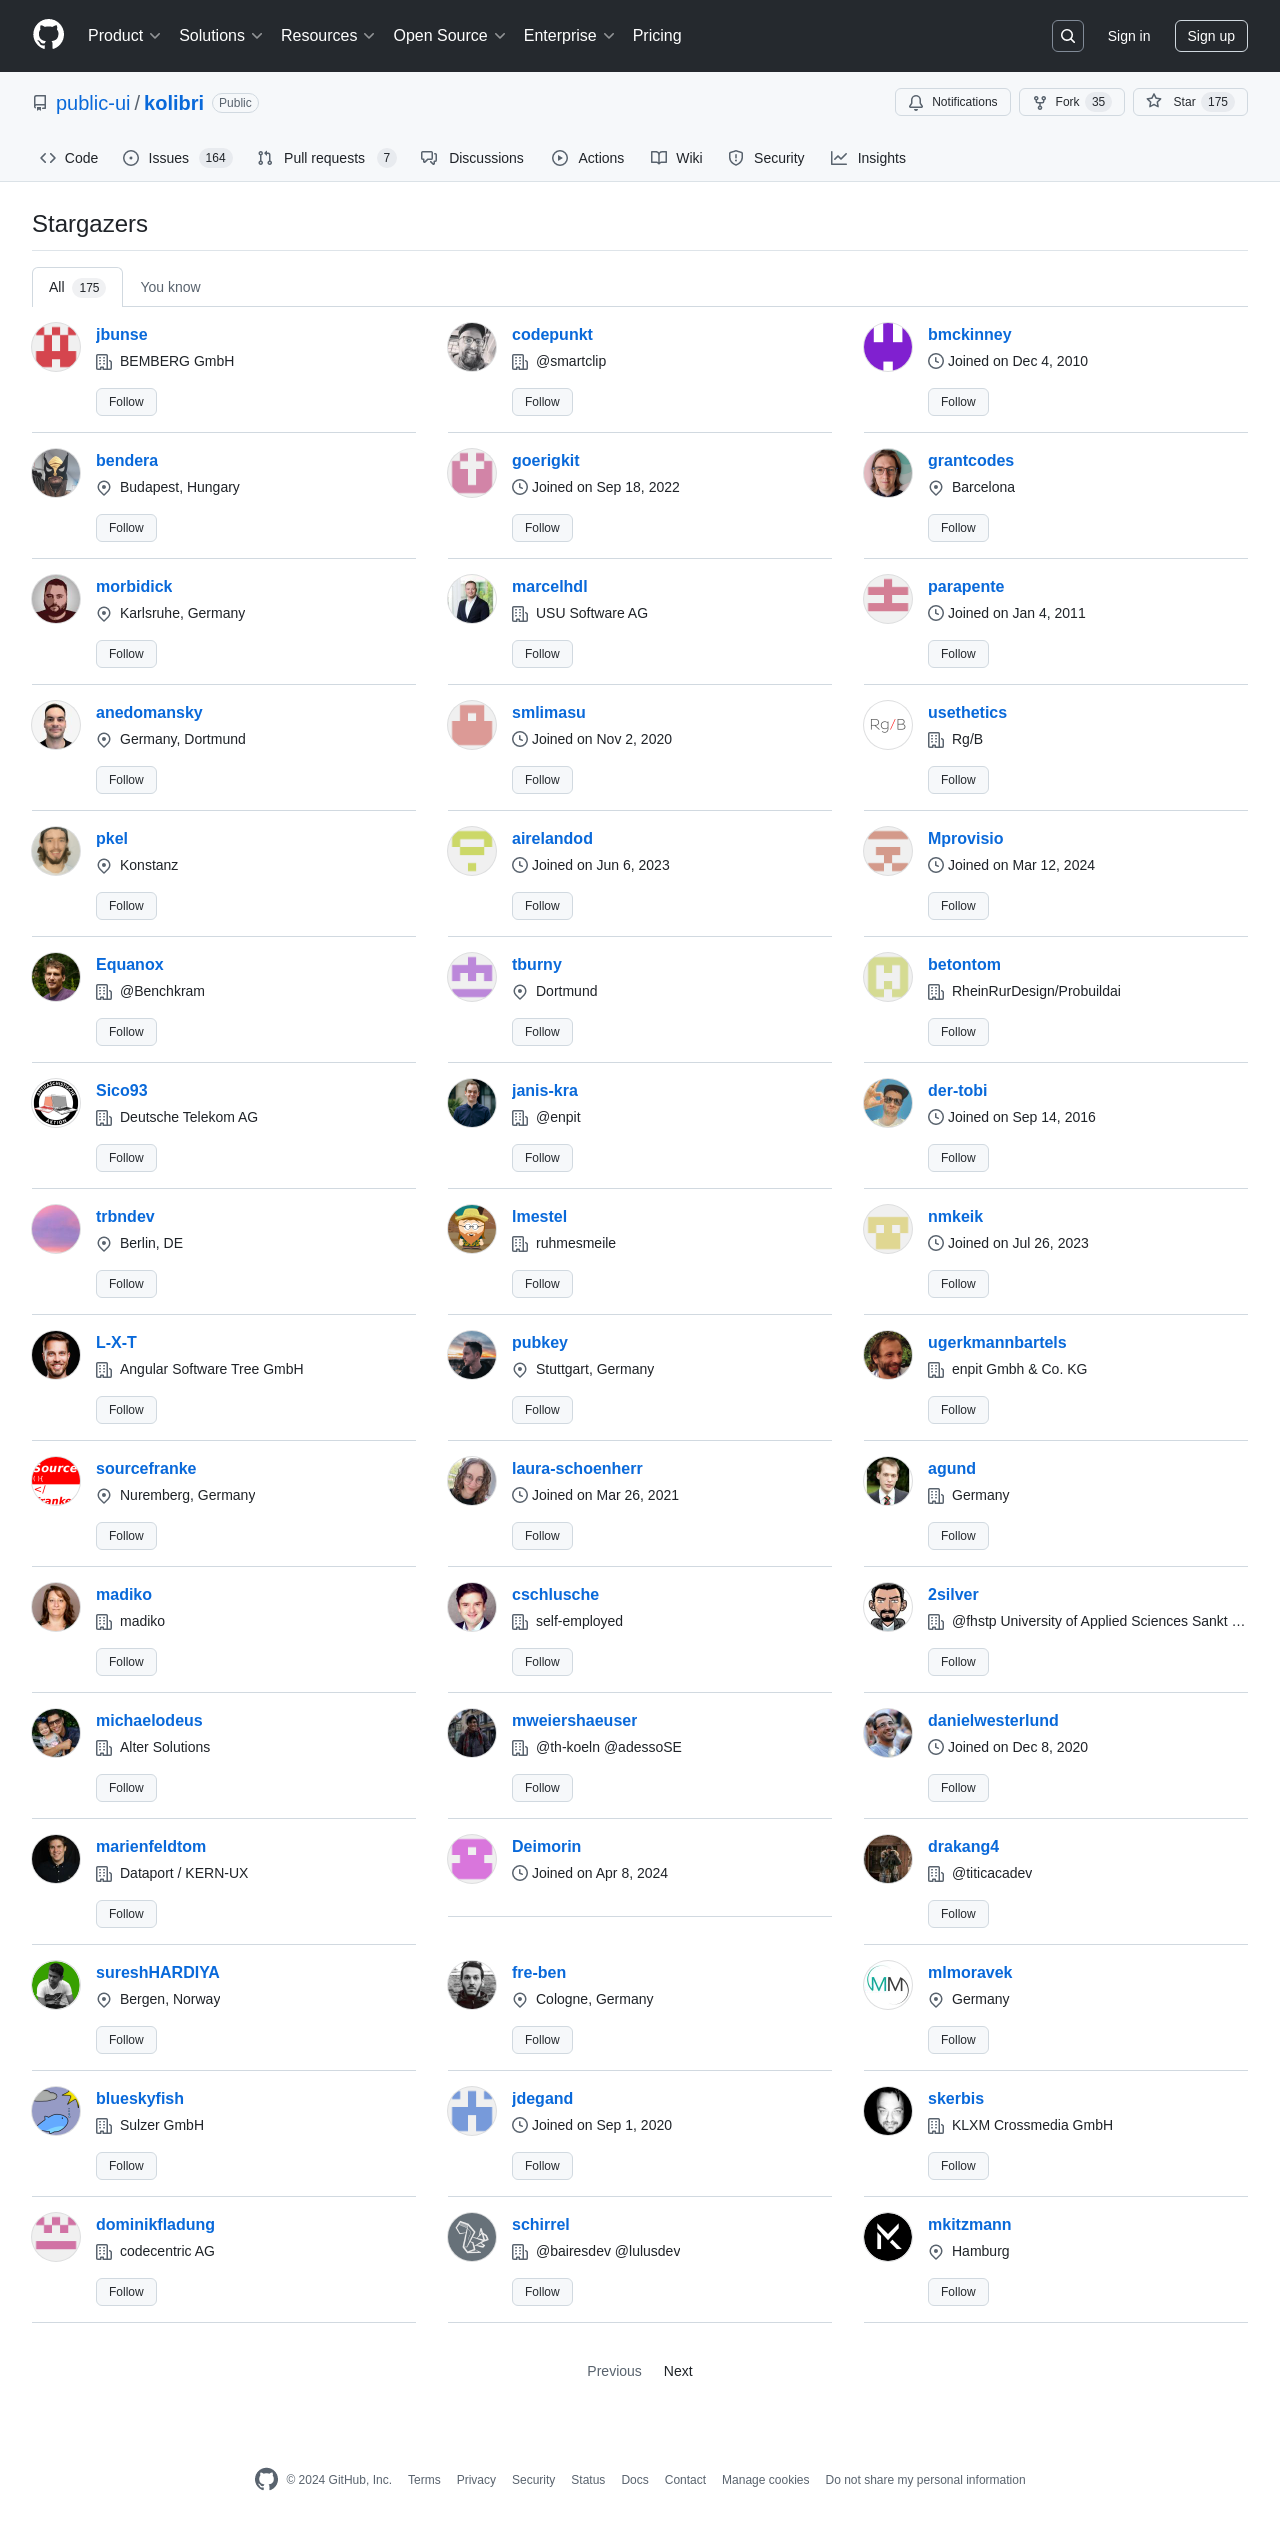 Product Solutions Resources Open Source Enterprise Pricing Sign in Sign up
public-ui / kolibri Public Notifications Fork 35 Star 175
Code Issues 164 Pull requests 7 Discussions Actions Wiki Security Insights
Stargazers
All 175 You know
jbunse codepunkt bmckinney
BEMBERG GmbH @smartclip Joined on Dec 4, 2010
Follow Follow Follow
bendera goerigkit grantcodes
Budapest, Hungary Joined on Sep 18, 2022 Barcelona
Follow Follow Follow
morbidick marcelhdl parapente
Karlsruhe, Germany USU Software AG Joined on Jan 4, 2011
Follow Follow Follow
anedomansky smlimasu usethetics
Rg/B
Germany, Dortmund Joined on Nov 2, 2020 Rg/B
Follow Follow Follow
pkel airelandod Mprovisio
Konstanz Joined on Jun 6, 2023 Joined on Mar 12, 2024
Follow Follow Follow
Equanox tburny betontom
@Benchkram Dortmund RheinRurDesign/Probuildai
Follow Follow Follow
Sico93 janis-kra der-tobi
Deutsche Telekom AG @enpit Joined on Sep 14, 2016
Follow Follow Follow
trbndev lmestel nmkeik
Berlin, DE ruhmesmeile Joined on Jul 26, 2023
Follow Follow Follow
L-X-T pubkey ugerkmannbartels
Angular Software Tree GmbH Stuttgart, Germany enpit Gmbh & Co. KG
Follow Follow Follow
Source sourcefranke laura-schoenherr agund
Nuremberg, Germany Joined on Mar 26, 2021 Germany
Follow Follow Follow
madiko cschlusche 2silver
madiko self-employed @fhstp University of Applied Sciences Sankt …
Follow Follow Follow
michaelodeus mweiershaeuser danielwesterlund
Alter Solutions @th-koeln @adessoSE Joined on Dec 8, 2020
Follow Follow Follow
marienfeldtom Deimorin drakang4
Dataport / KERN-UX Joined on Apr 8, 2024 @titicacadev
Follow Follow
sureshHARDIYA fre-ben mlmoravek
MM
Bergen, Norway Cologne, Germany Germany
Follow Follow Follow
blueskyfish jdegand skerbis
Sulzer GmbH Joined on Sep 1, 2020 KLXM Crossmedia GmbH
Follow Follow Follow
dominikfladung schirrel mkitzmann
codecentric AG @bairesdev @lulusdev Hamburg
Follow Follow Follow
Previous Next
© 2024 GitHub, Inc. Terms Privacy Security Status Docs Contact Manage cookies Do not share my personal information